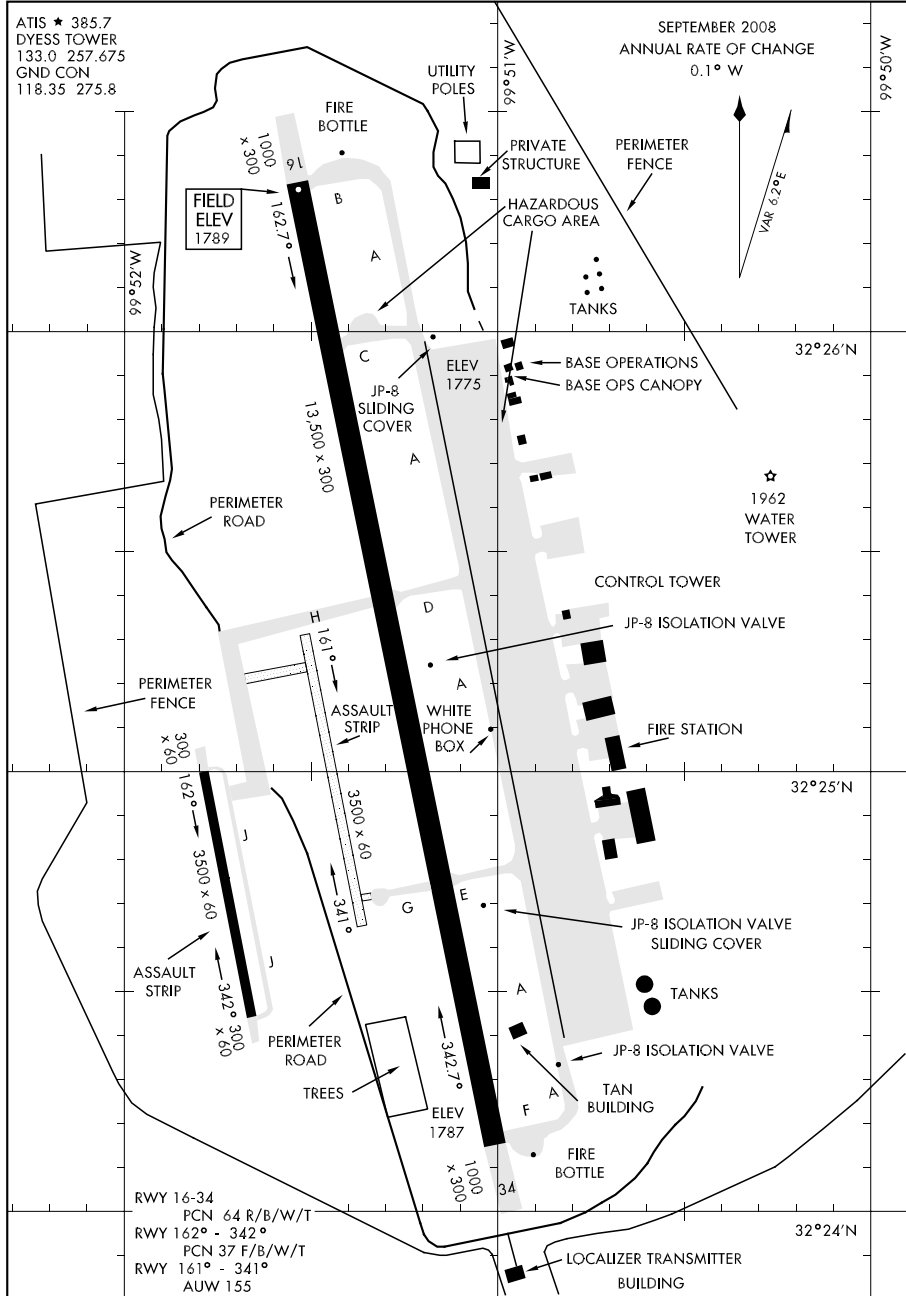 ATIS ★ 385.7
DYESS TOWER
133.0 257.675
GND CON
118.35 275.8
SEPTEMBER 2008
ANNUAL RATE OF CHANGE
0.1° W
VAR 6.2°E
99°51'W
99°50'W
UTILITY
POLES
FIRE
BOTTLE
PRIVATE
STRUCTURE
PERIMETER
FENCE
1000
x 300
16
FIELD
ELEV
1789
162.7°
B
HAZARDOUS
CARGO AREA
A
99°52'W
TANKS
32°26'N
C
ELEV
1775
BASE OPERATIONS
BASE OPS CANOPY
JP-8
SLIDING
COVER
13,500 x 300
A
1962
WATER
TOWER
PERIMETER
ROAD
CONTROL TOWER
D
H
JP-8 ISOLATION VALVE
161°
A
PERIMETER
FENCE
ASSAULT
STRIP
WHITE
PHONE
BOX
FIRE STATION
300
x 60
32°25'N
162°
3500 x 60
J
3500 x 60
E
G
341°
JP-8 ISOLATION VALVE
SLIDING COVER
ASSAULT
STRIP
J
A
TANKS
342°
300
x 60
PERIMETER
ROAD
342.7°
JP-8 ISOLATION VALVE
TREES
TAN
BUILDING
A
F
ELEV
1787
FIRE
BOTTLE
1000
x 300
34
RWY 16-34
PCN 64 R/B/W/T
RWY 162° - 342°
PCN 37 F/B/W/T
RWY 161° - 341°
AUW 155
32°24'N
LOCALIZER TRANSMITTER
BUILDING